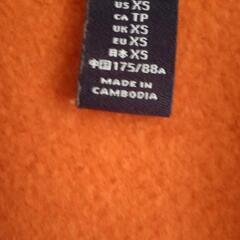 US XS
CA TP
UK XS
EU XS
日本 XS
中国 175/88A
MADE IN
CAMBODIA